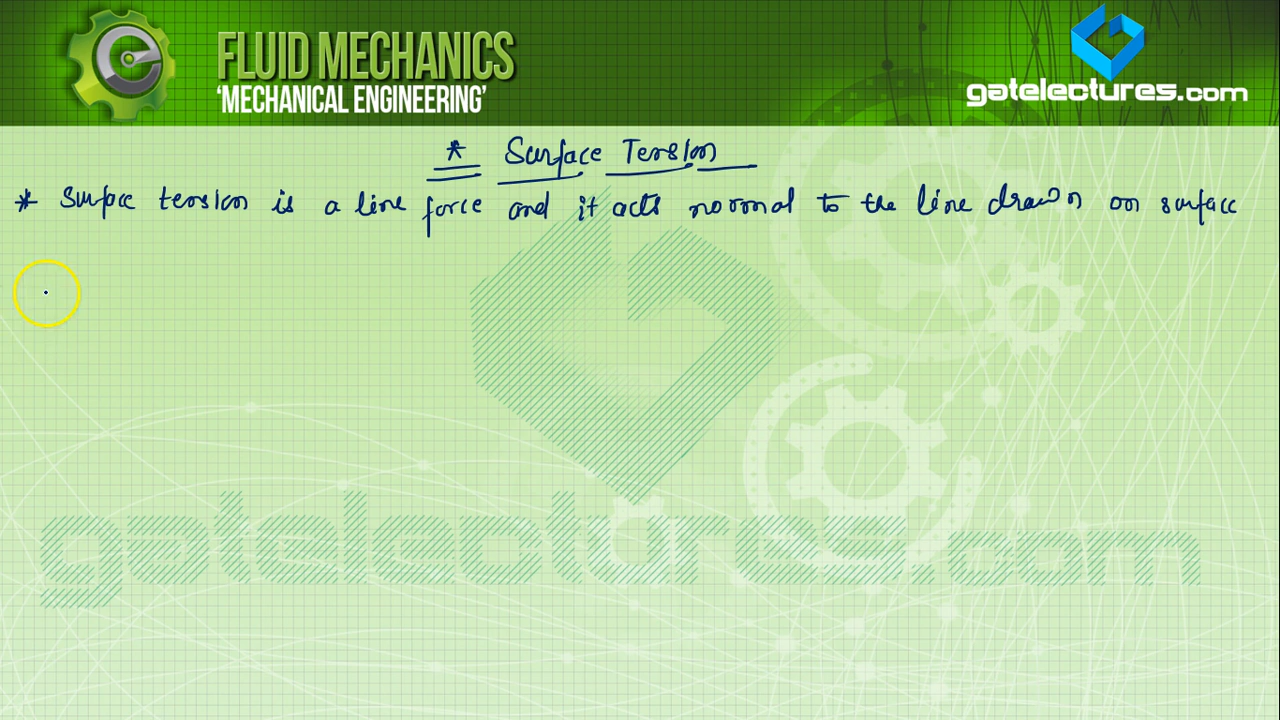 FLUID MECHANICS
'MECHANICAL ENGINEERING'
gatelectures.com
* Surface Tension
* Surface tension is a line force and it acts normal to the line drawn on surface
gatelectures.com